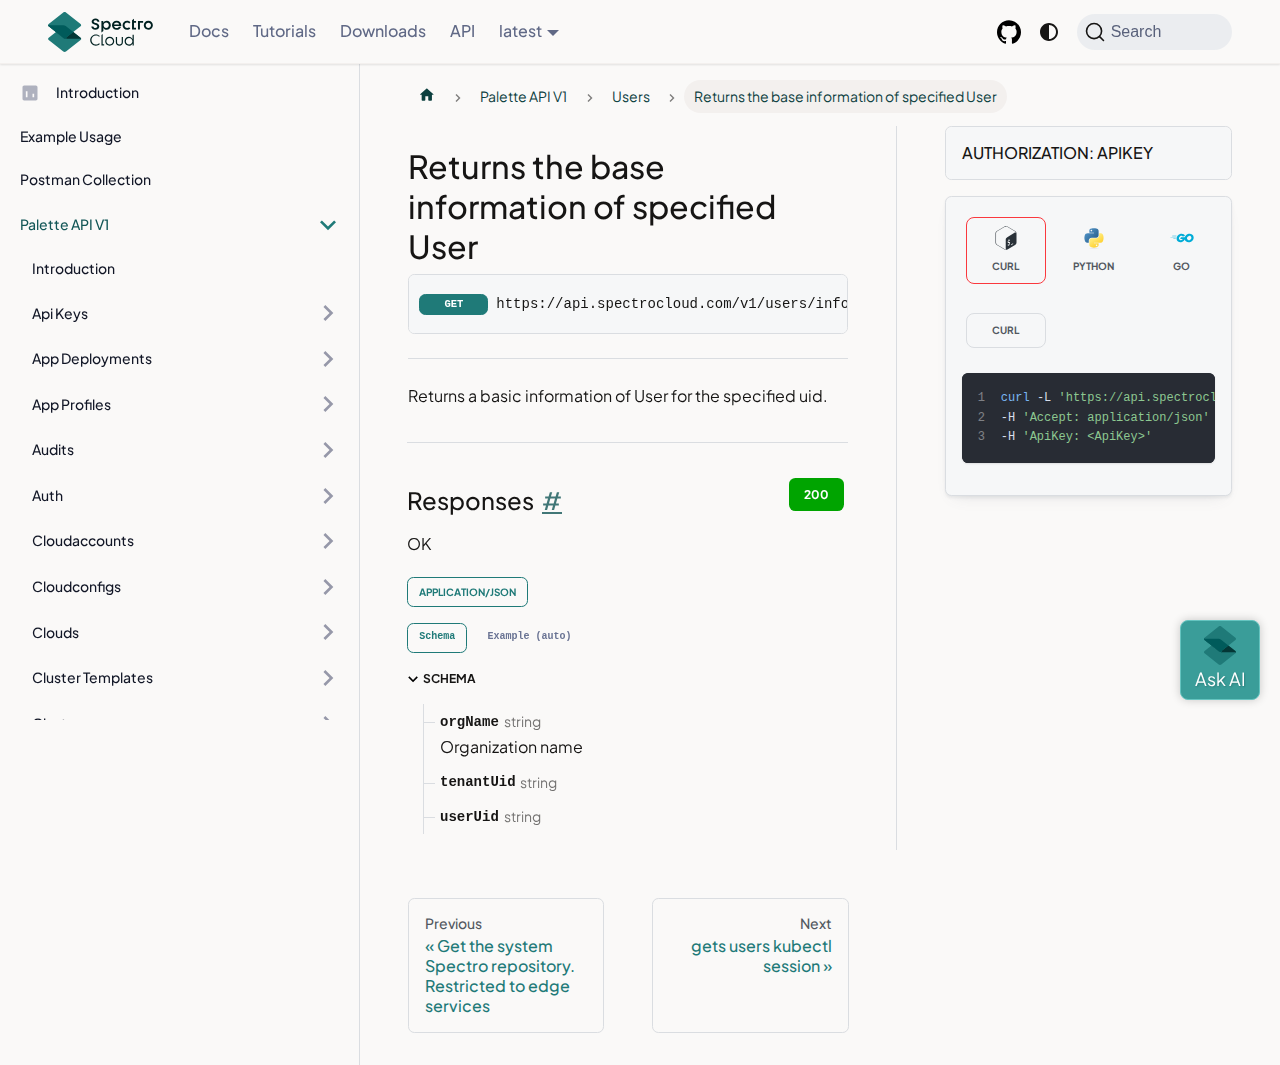 Spectro Cloud
Docs
Tutorials
Downloads
API
latest
Search
Introduction
Example Usage
Postman Collection
Palette API V1
Introduction
Api Keys
App Deployments
App Profiles
Audits
Auth
Cloudaccounts
Cloudconfigs
Clouds
Cluster Templates
Palette API V1
Users
Returns the base information of specified User
Returns the base
information of specified
User
GET https://api.spectrocloud.com/v1/users/info
Returns a basic information of User for the specified uid.
Responses #
200
OK
APPLICATION/JSON
Schema
Example (auto)
SCHEMA
orgName string
Organization name
tenantUid string
userUid string
Previous
« Get the system
Spectro repository.
Restricted to edge
services
Next
gets users kubectl
session »
AUTHORIZATION: APIKEY
CURL
PYTHON
GO
CURL
1 curl -L 'https://api.spectrocl
2 -H 'Accept: application/json'
3 -H 'ApiKey: <ApiKey>'
Ask AI